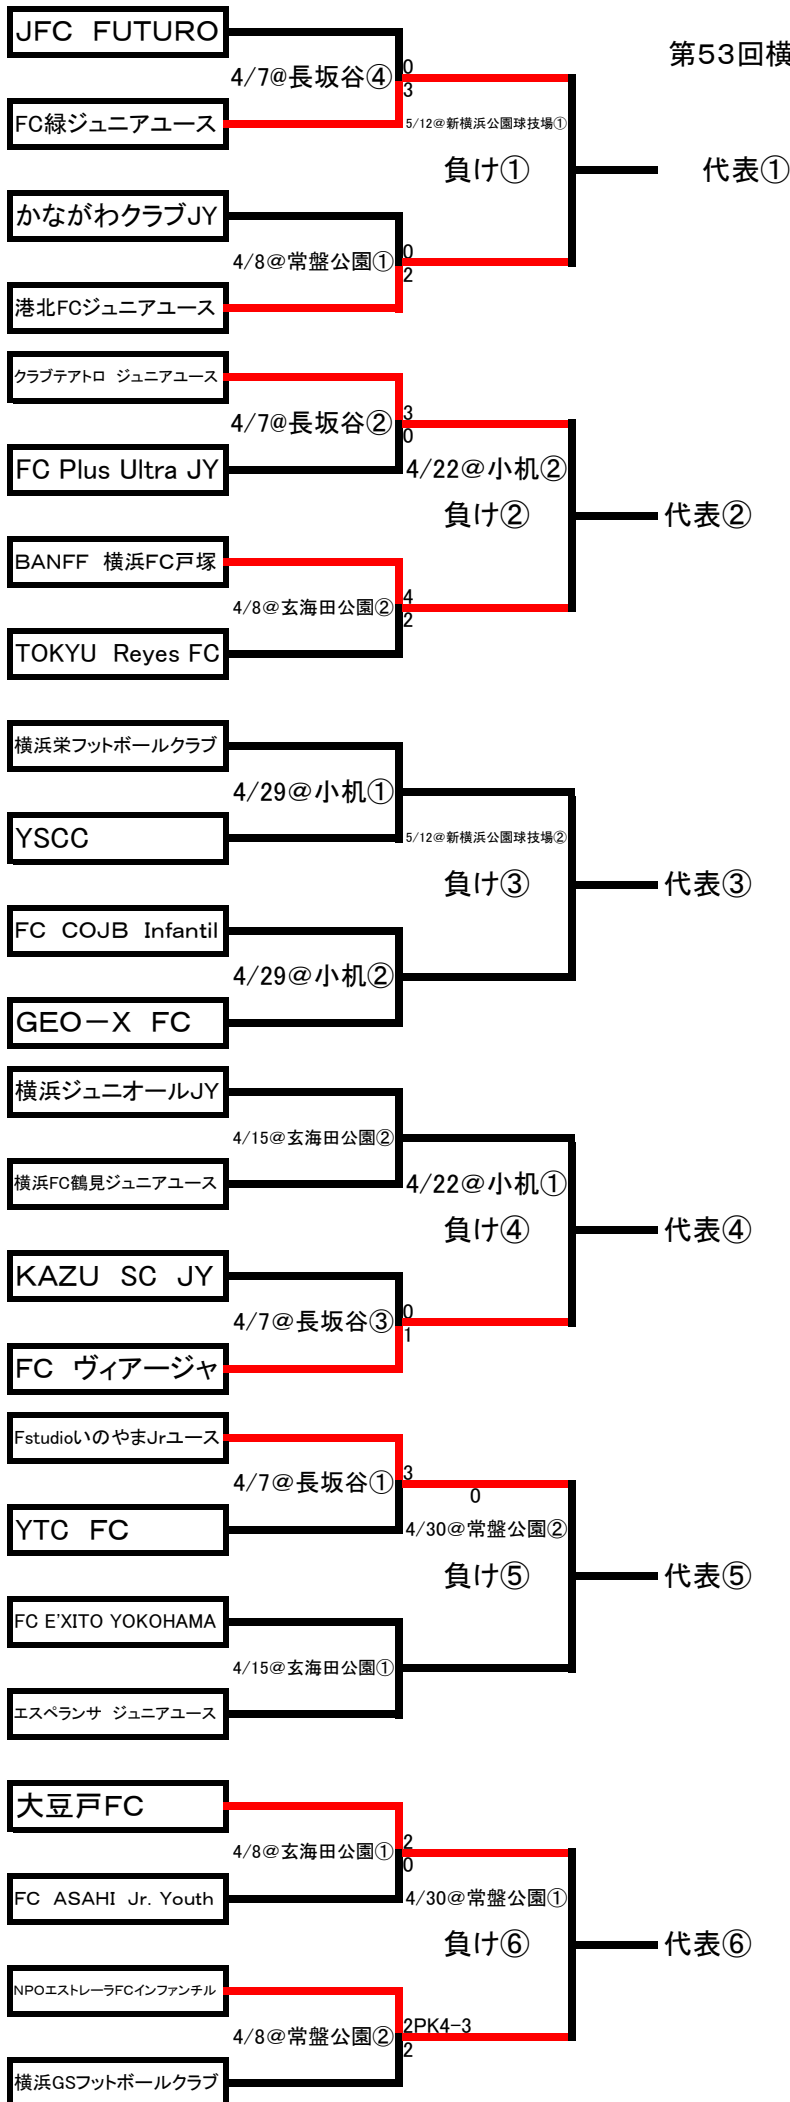 JFC FUTURO
第53回横
4/7@長坂谷④
0
3
FC緑ジュニアユース
5/12@新横浜公園球技場①
負け①
代表①
かながわクラブJY
4/8@常盤公園①
0
2
港北FCジュニアユース
クラブテアトロ ジュニアユース
4/7@長坂谷②
3
0
FC Plus Ultra JY
4/22@小机②
負け②
代表②
BANFF 横浜FC戸塚
4/8@玄海田公園②
4
2
TOKYU Reyes FC
横浜栄フットボールクラブ
4/29@小机①
YSCC
5/12@新横浜公園球技場②
負け③
代表③
FC COJB Infantil
4/29@小机②
GEO－X FC
横浜ジュニオールJY
4/15@玄海田公園②
横浜FC鶴見ジュニアユース
4/22@小机①
負け④
代表④
KAZU SC JY
4/7@長坂谷③
0
1
FC ヴィアージャ
FstudioいのやまJrユース
4/7@長坂谷①
3
0
YTC FC
4/30@常盤公園②
負け⑤
代表⑤
FC E'XITO YOKOHAMA
4/15@玄海田公園①
エスペランサ ジュニアユース
大豆戸FC
4/8@玄海田公園①
2
0
FC ASAHI Jr. Youth
4/30@常盤公園①
負け⑥
代表⑥
NPOエストレーラFCインファンチル
4/8@常盤公園②
2PK4-3
2
横浜GSフットボールクラブ